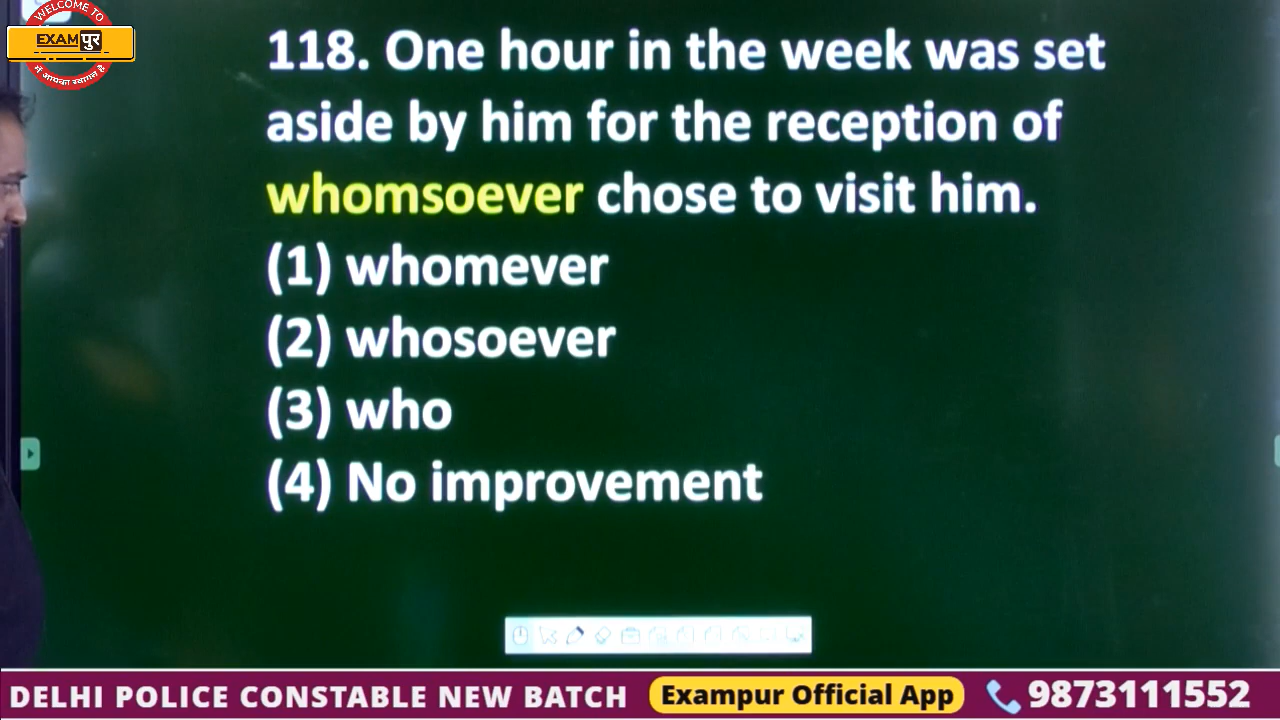 WELCOME TO
EXAMपुर
में आपका स्वागत है
118. One hour in the week was set
aside by him for the reception of
whomsoever chose to visit him.
(1) whomever
(2) whosoever
(3) who
(4) No improvement
DELHI POLICE CONSTABLE NEW BATCH Exampur Official App 9873111552